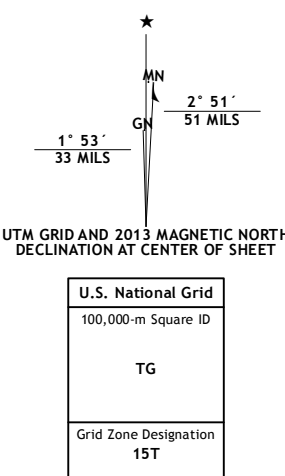 ★
MN
2° 51´
51 MILS
GN
1° 53´
33 MILS
UTM GRID AND 2013 MAGNETIC NORTH
DECLINATION AT CENTER OF SHEET
U.S. National Grid
100,000-m Square ID
TG
Grid Zone Designation
15T